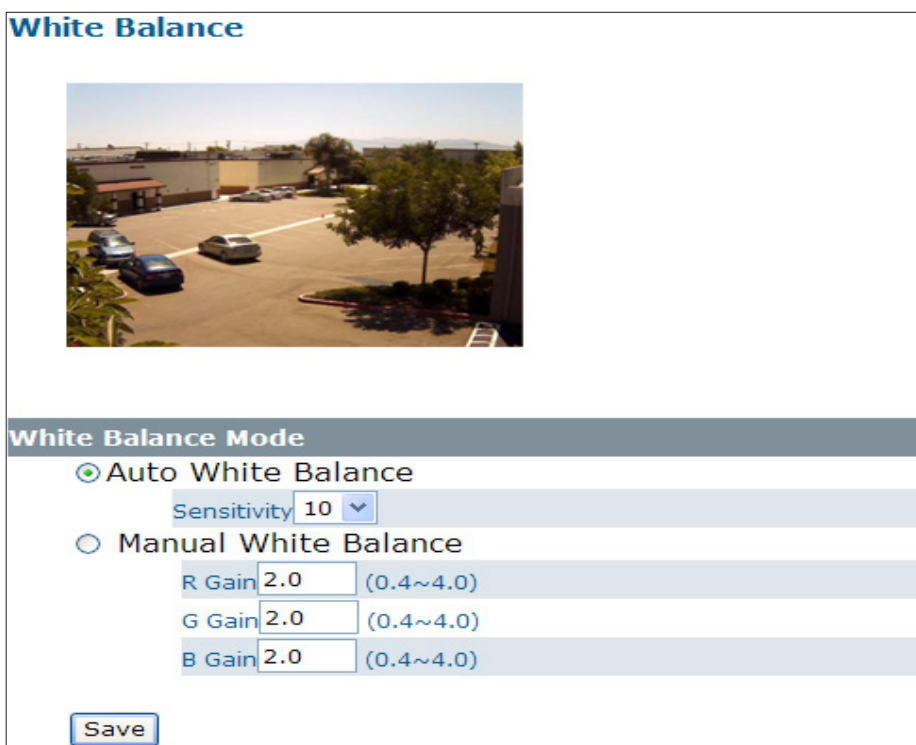 White Balance
White Balance Mode
Auto White Balance
Sensitivity 10
Manual White Balance
R Gain 2.0 (0.4~4.0)
G Gain 2.0 (0.4~4.0)
B Gain 2.0 (0.4~4.0)
Save